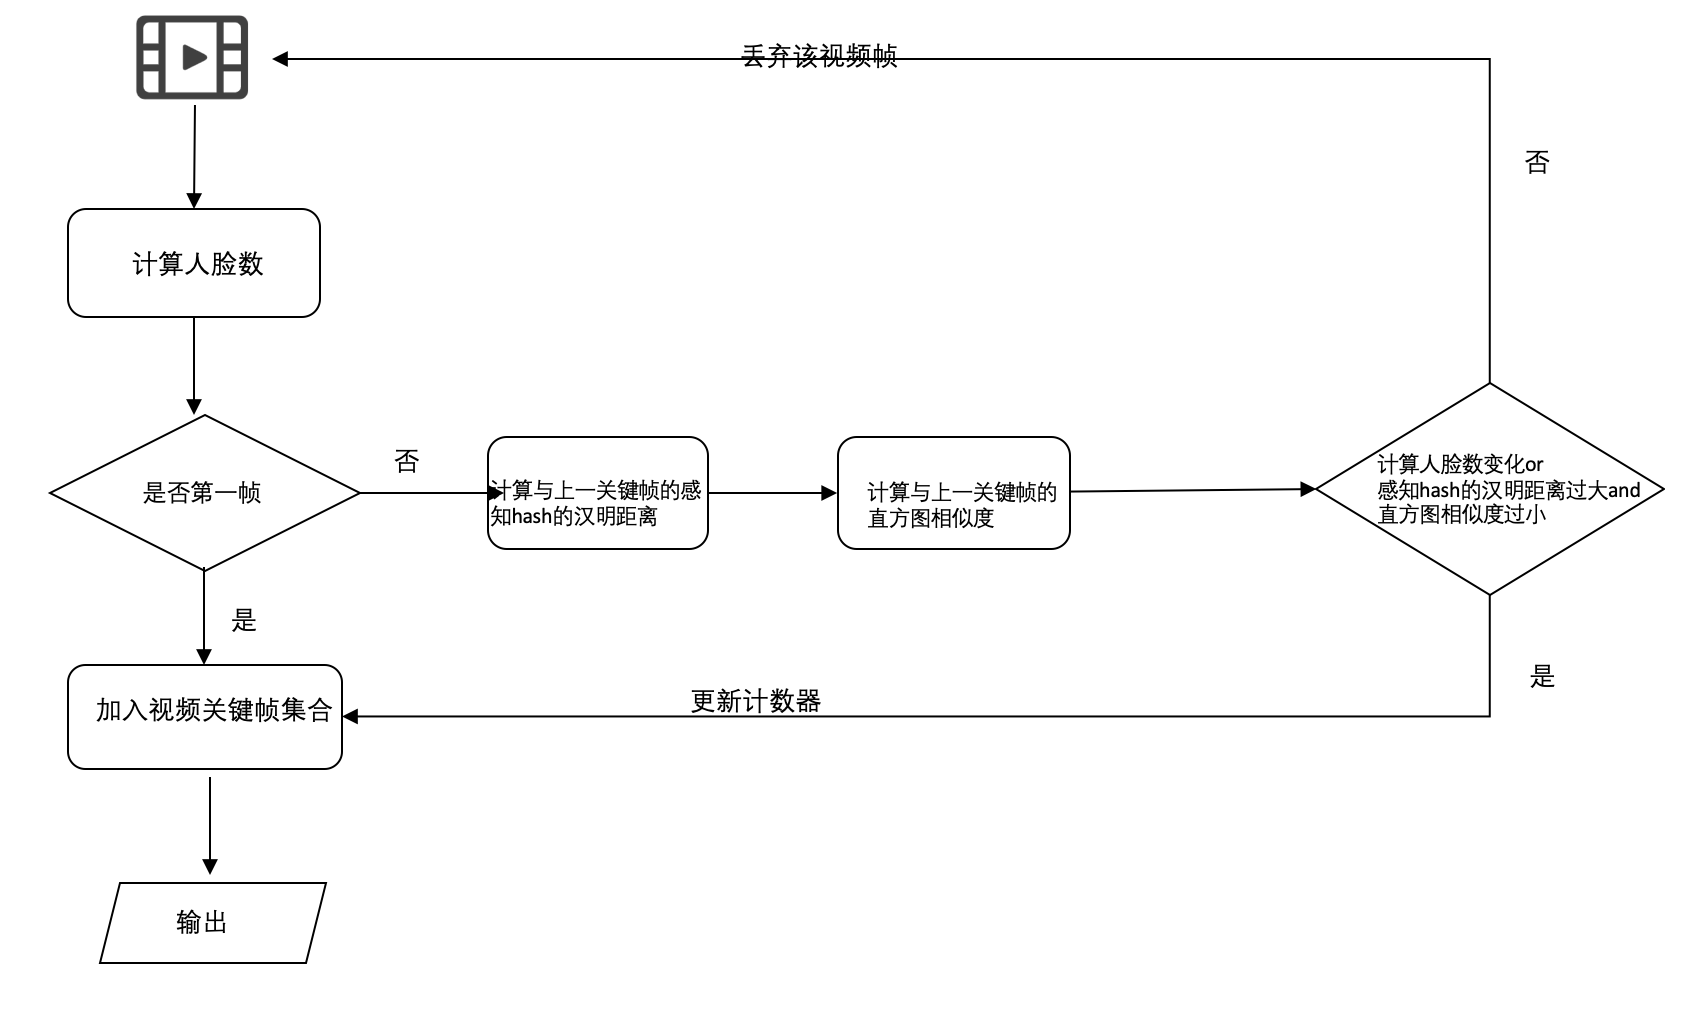 丢弃该视频帧
否
计算人脸数
否
是否第一帧
计算与上一关键帧的感
知hash的汉明距离
计算与上一关键帧的
直方图相似度
计算人脸数变化or
感知hash的汉明距离过大and
直方图相似度过小
是
是
更新计数器
加入视频关键帧集合
输出